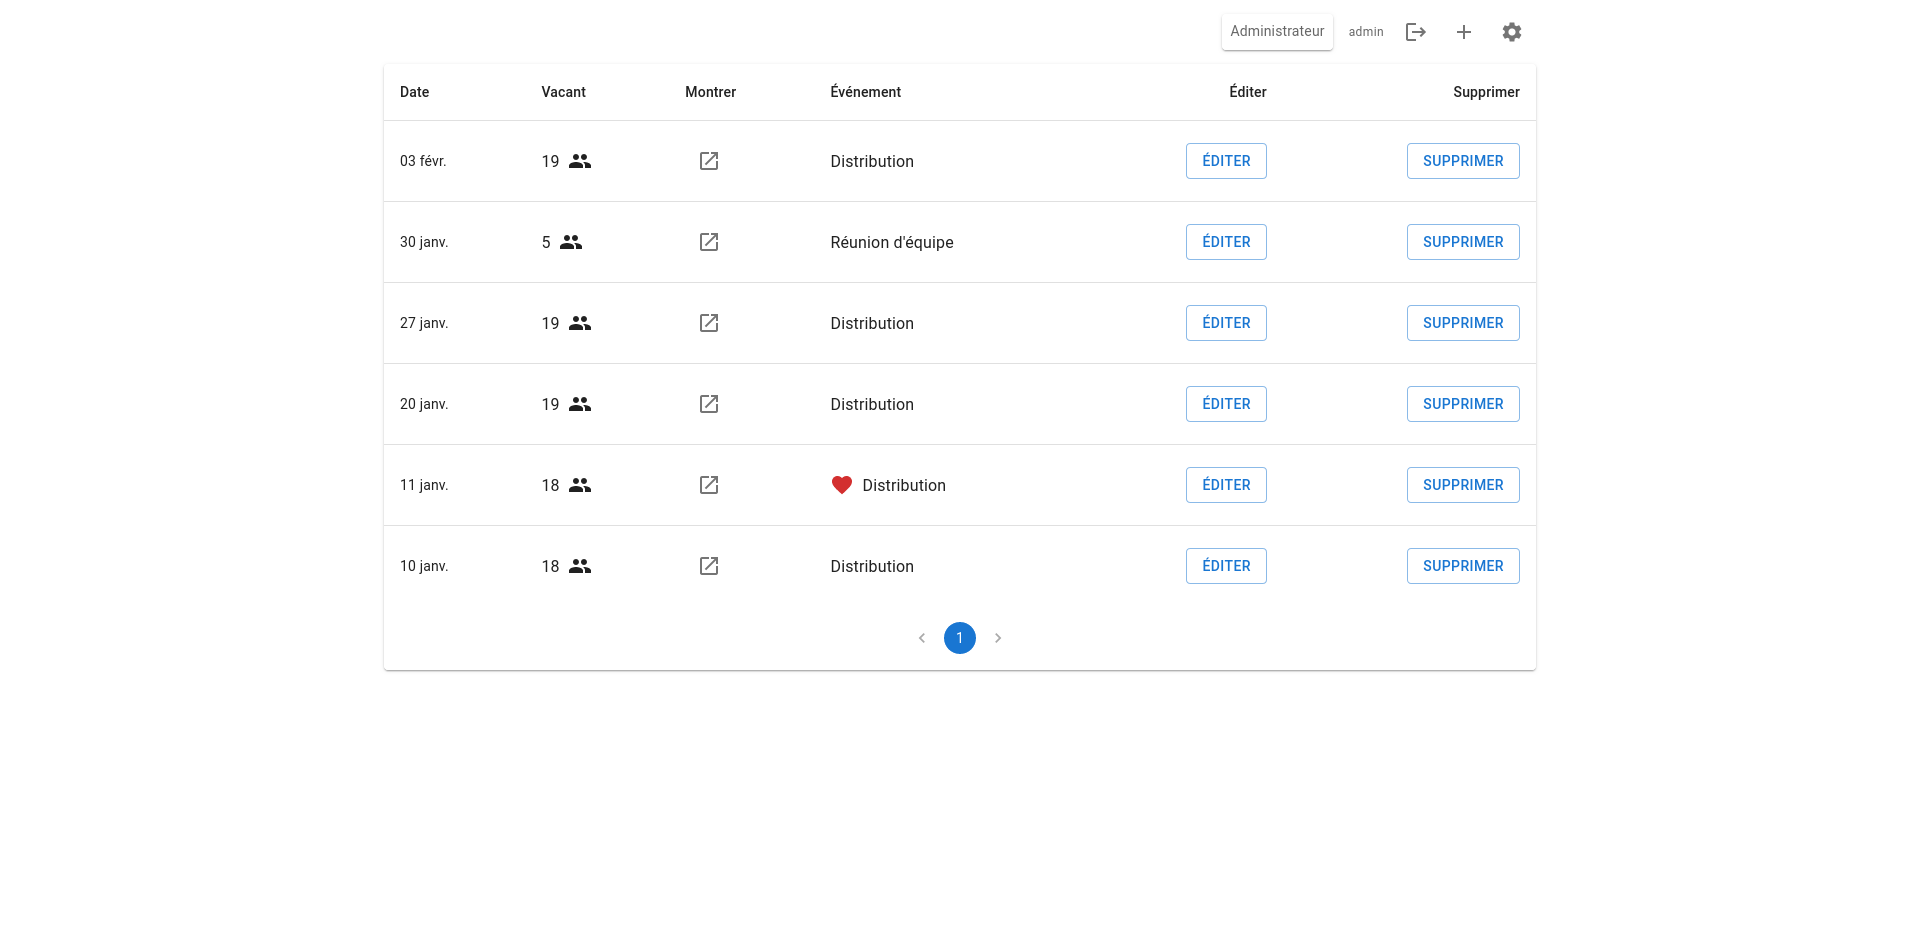 Administrateur admin
Date Vacant Montrer Événement Éditer Supprimer
03 févr. 19 Distribution ÉDITER SUPPRIMER
30 janv. 5 Réunion d'équipe ÉDITER SUPPRIMER
27 janv. 19 Distribution ÉDITER SUPPRIMER
20 janv. 19 Distribution ÉDITER SUPPRIMER
11 janv. 18 Distribution ÉDITER SUPPRIMER
10 janv. 18 Distribution ÉDITER SUPPRIMER
1